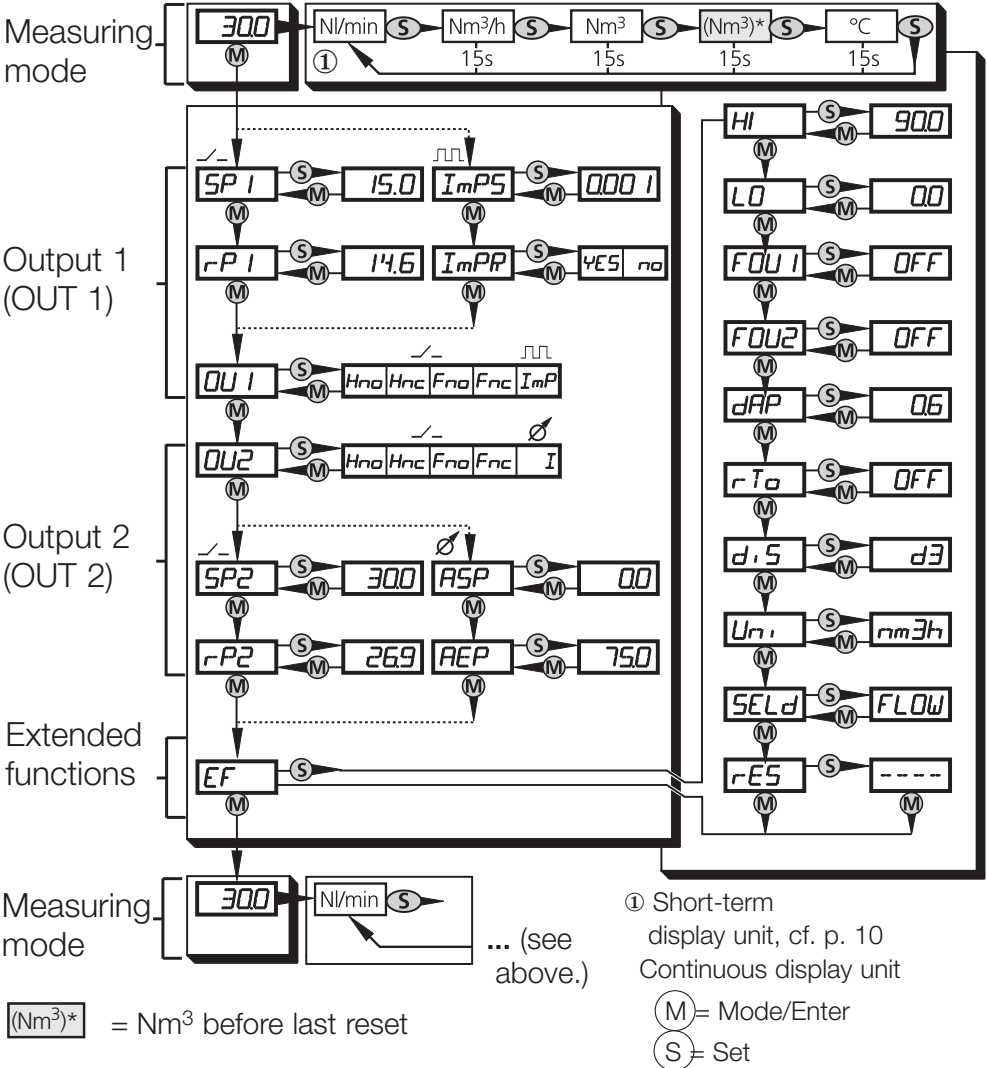 Measuring mode
30.0 Nl/min S Nm³/h S Nm³ S (Nm³)* S °C S
M ① 15s 15s 15s 15s
Output 1 (OUT 1)
SP1 S M 15.0 ImPS S M 0.001
M M
rP1 S M 14.6 ImPR S M YES no
M M
OU1 S M Hno Hnc Fno Fnc ImP
M
Output 2 (OUT 2)
OU2 S M Hno Hnc Fno Fnc I
M
SP2 S M 30.0 ASP S M 0.0
M M
rP2 S M 26.9 AEP S M 75.0
M M
Extended functions
EF S
M
HI S M 90.0
M
LO S M 0.0
M
FOU1 S M OFF
M
FOU2 S M OFF
M
dAP S M 0.6
M
rTo S M OFF
M
diS S M d3
M
Uni S M nm3h
M
SELd S M FLOW
M
rES S ----
M M
Measuring mode
30.0 Nl/min S
... (see above.)
① Short-term
display unit, cf. p. 10
Continuous display unit
M = Mode/Enter
S = Set
(Nm³)* = Nm³ before last reset